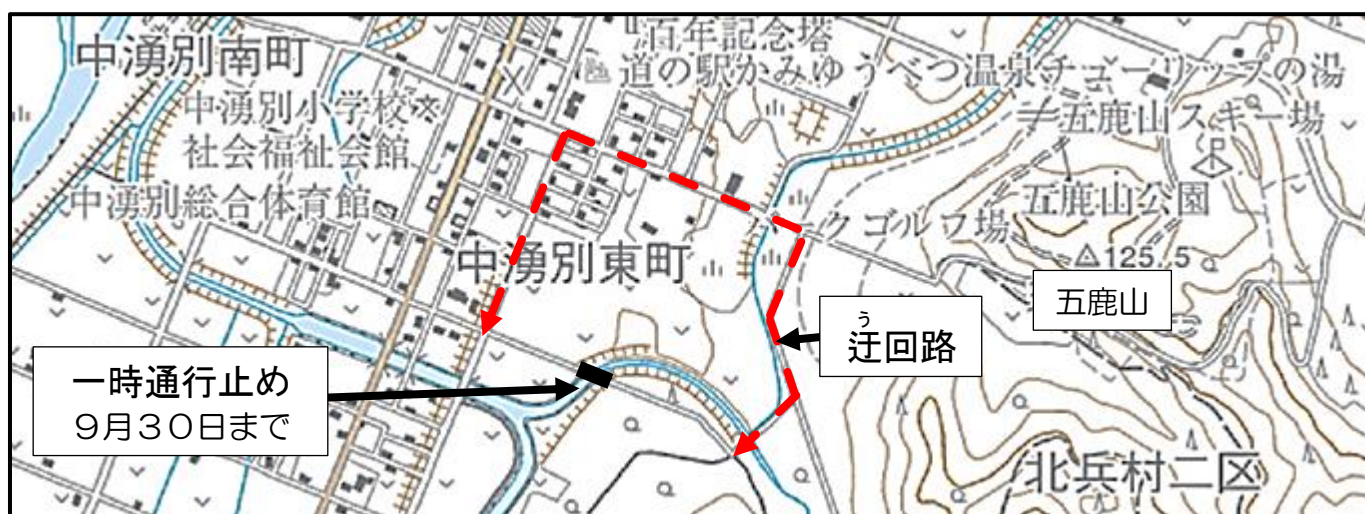 中湧別南町
中湧別小学校
社会福祉会館
中湧別総合体育館
百年記念塔
道の駅かみゆうべつ温泉チューリップの湯
五鹿山スキー場
五鹿山公園
クゴルフ場
125.5
五鹿山
中湧別東町
う
迂回路
一時通行止め
9月30日まで
北兵村二区